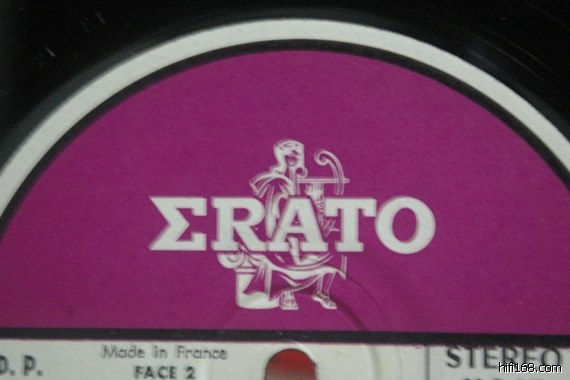 ΣRATO
D. P.
Made in France
FACE 2
STEREO
hifi168.com